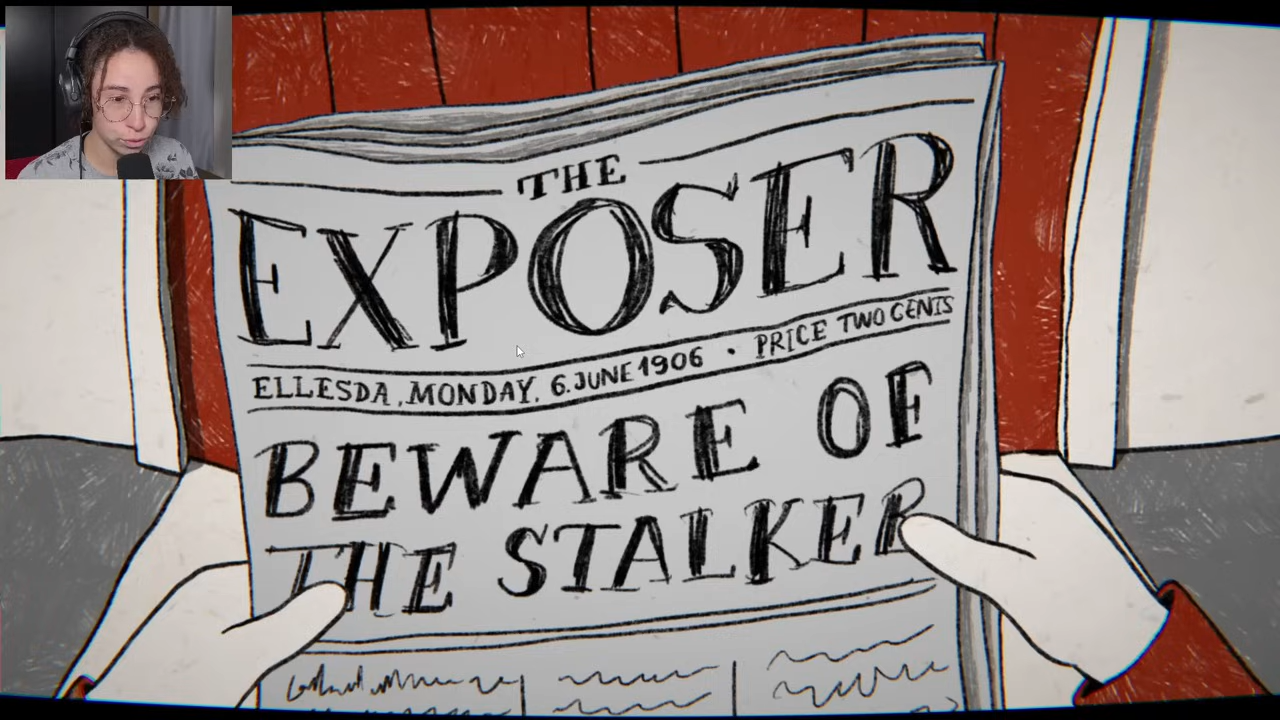 THE
EXPOSER
ELLESDA, MONDAY, 6. JUNE 1906 • PRICE TWO CENTS
BEWARE OF
THE STALKER